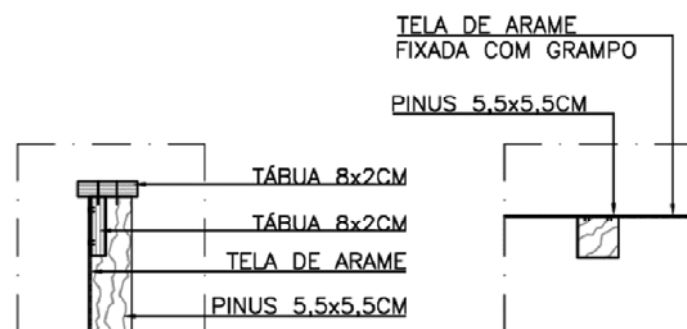 TELA DE ARAME
FIXADA COM GRAMPO
PINUS 5,5x5,5CM
TÁBUA 8x2CM
TÁBUA 8x2CM
TELA DE ARAME
PINUS 5,5x5,5CM